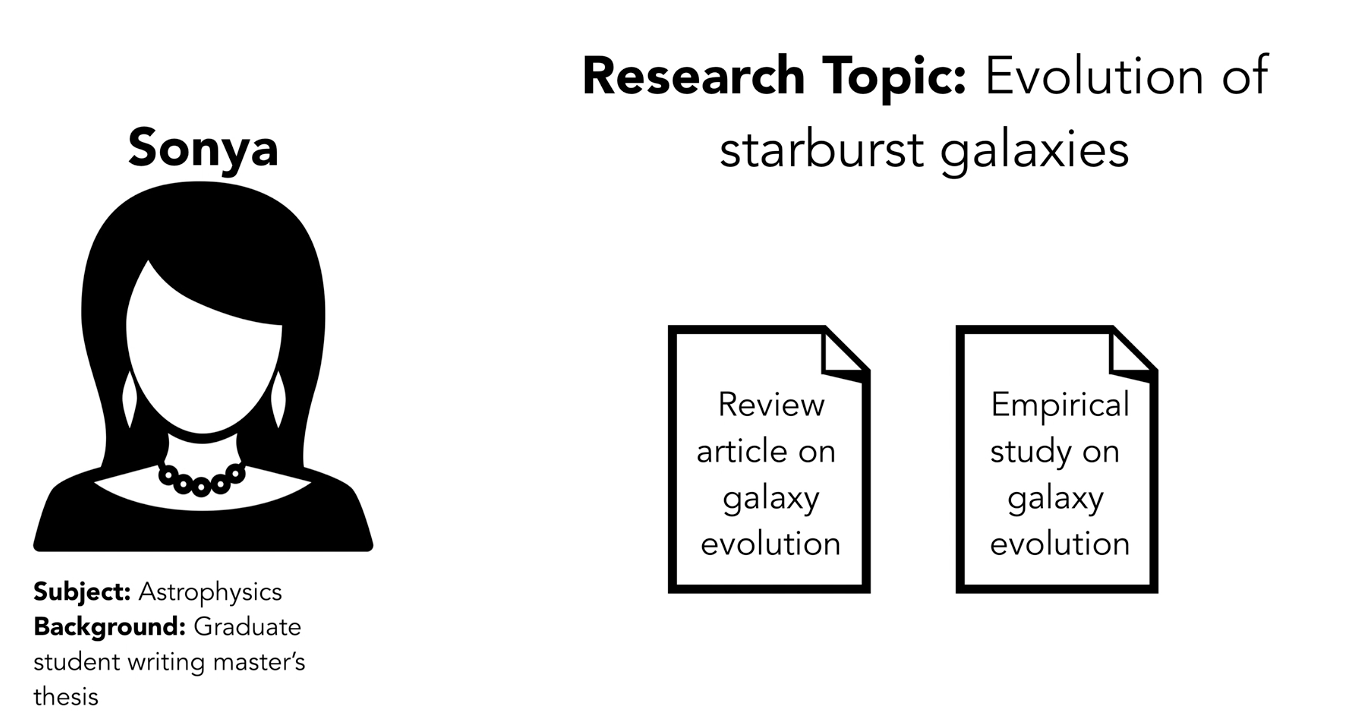 Research Topic: Evolution of
starburst galaxies
Sonya
Subject: Astrophysics
Background: Graduate
student writing master's
thesis
Review
article on
galaxy
evolution
Empirical
study on
galaxy
evolution